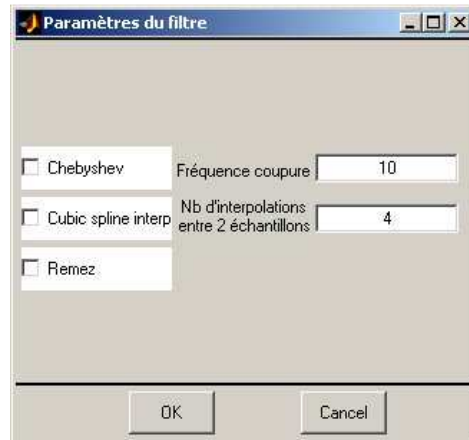 Paramètres du filtre
Chebyshev
Fréquence coupure
10
Cubic spline interp
Nb d'interpolations
entre 2 échantillons
4
Remez
OK
Cancel